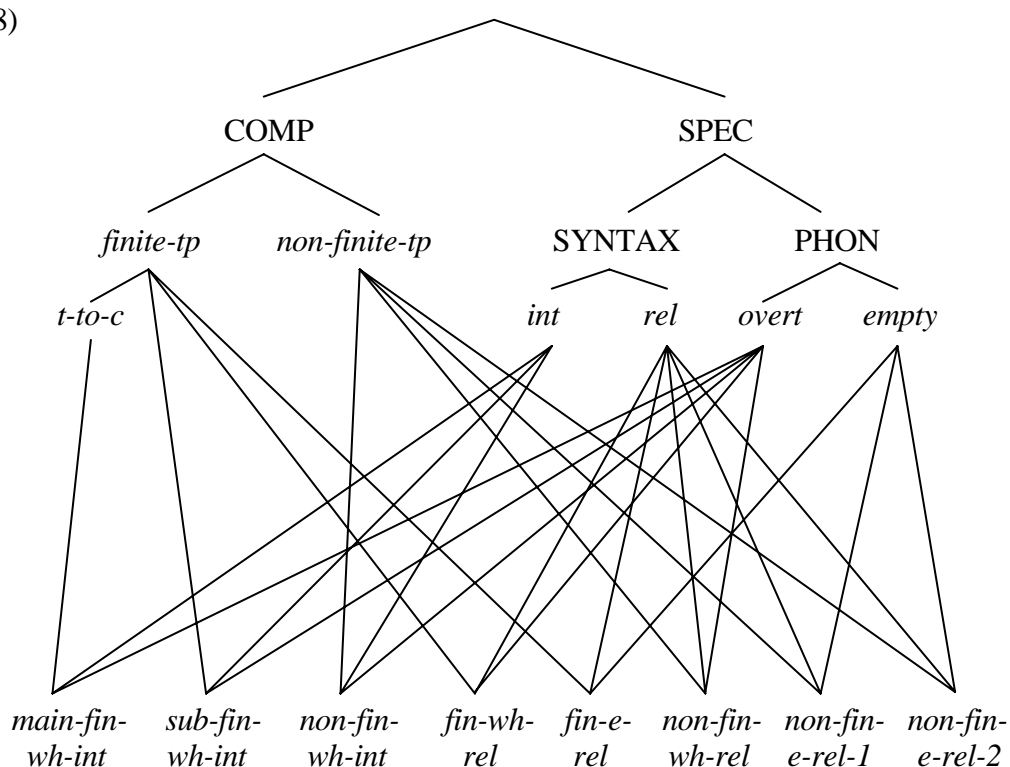 8)
COMP SPEC
finite-tp non-finite-tp SYNTAX PHON
t-to-c int rel overt empty
main-fin- sub-fin- non-fin- fin-wh- fin-e- non-fin- non-fin- non-fin-
wh-int wh-int wh-int rel rel wh-rel e-rel-1 e-rel-2